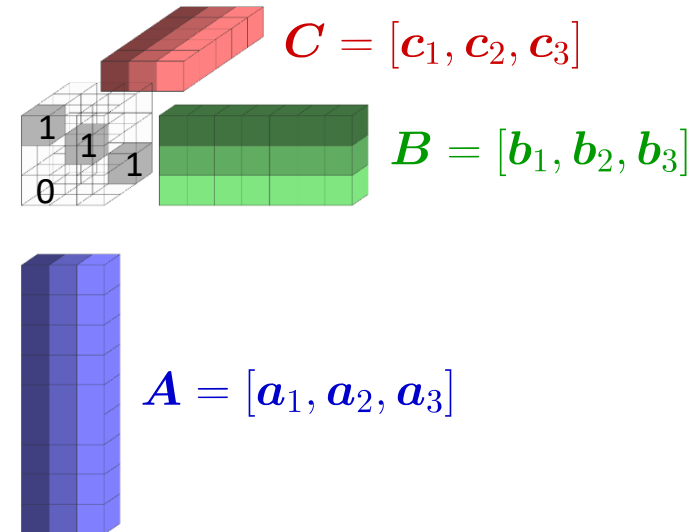 C = [c₁, c₂, c₃]
1
1
1
0
B = [b₁, b₂, b₃]
A = [a₁, a₂, a₃]